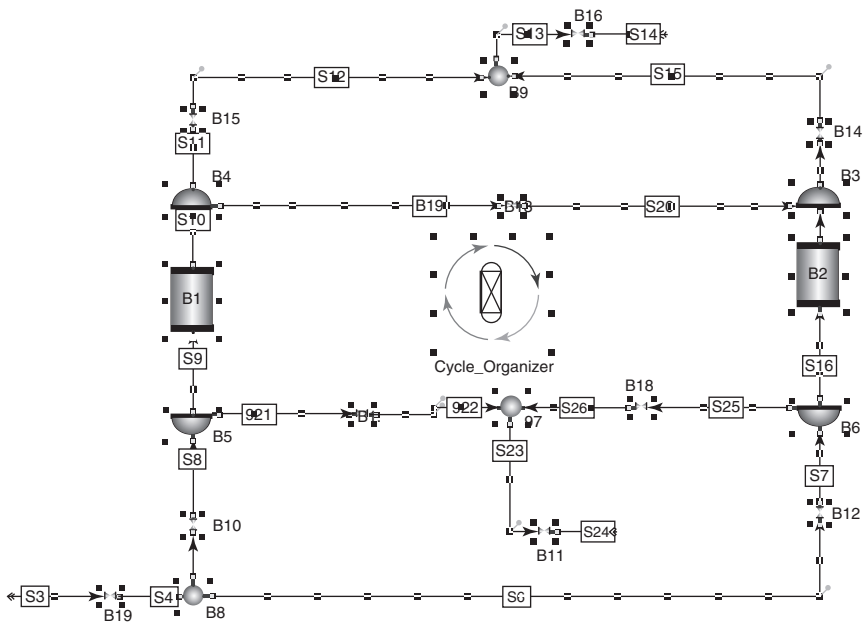 B16
S13
S14
S12
S15
B9
B15
B14
S11
B4
B3
B19
S20
S10
B1
B2
Cycle_Organizer
S9
S16
B18
S26
S25
B5
B6
S23
S8
S7
B10
B12
S24
B11
S3
S4
S6
B19
B8